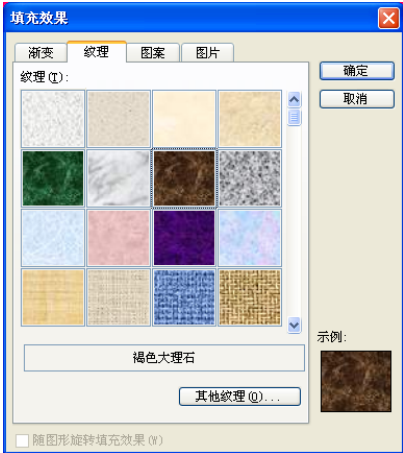 填充效果
渐变 纹理 图案 图片
纹理(T):
确定
取消
褐色大理石
示例:
其他纹理(O)...
随图形旋转填充效果(W)